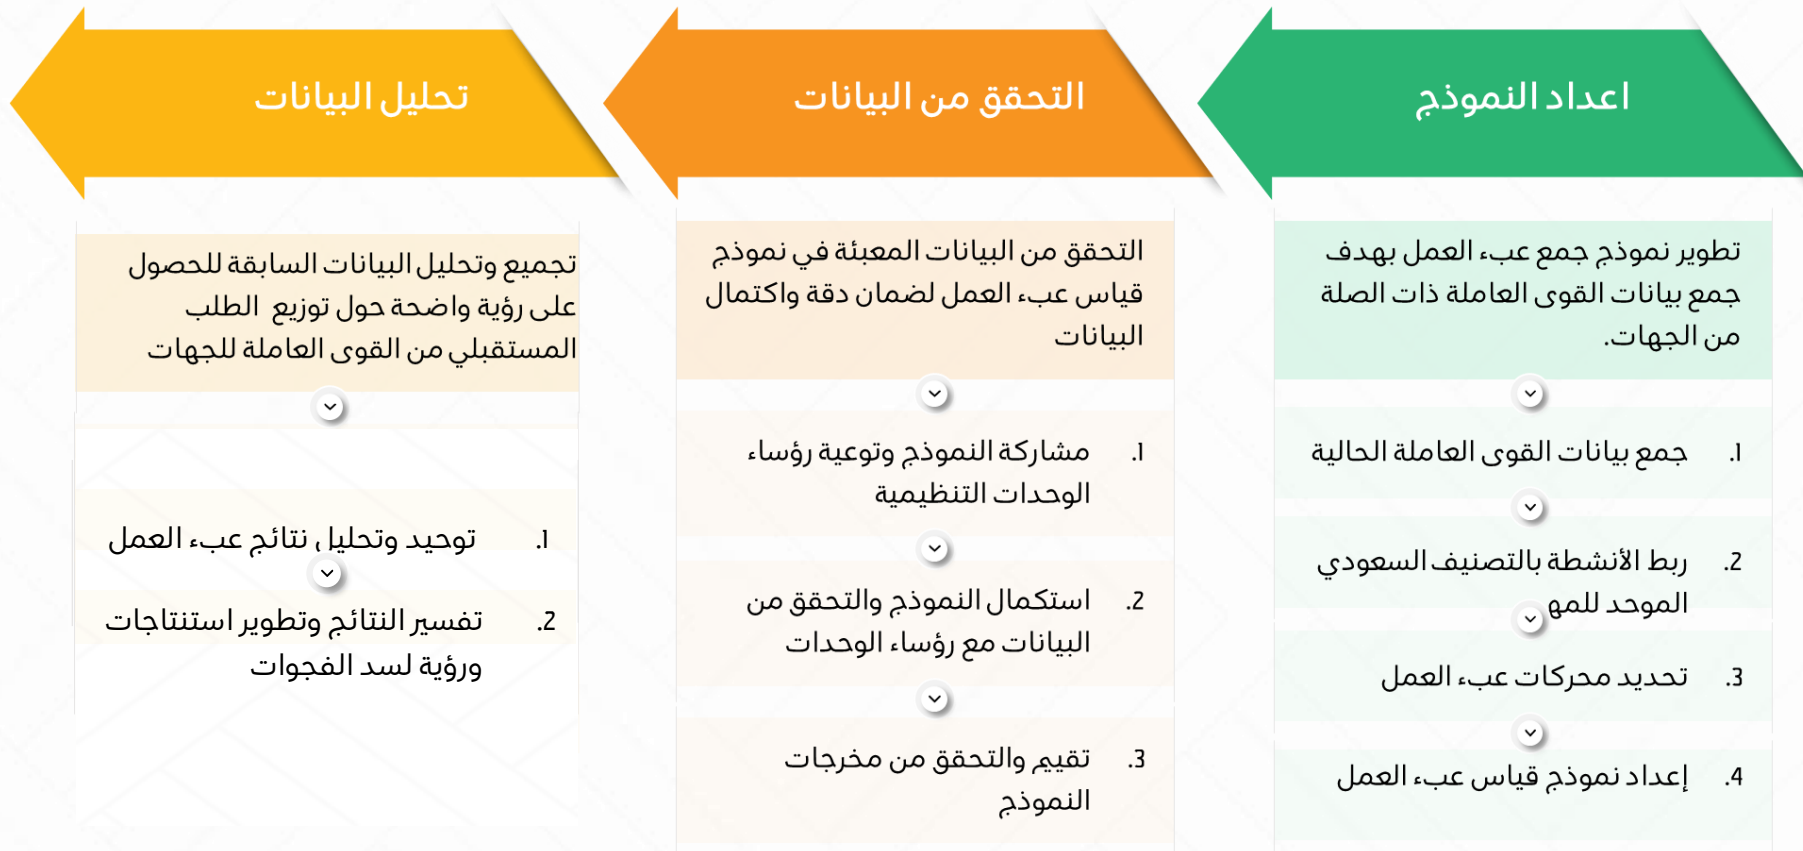 اعداد النموذج
تطوير نموذج جمع عبء العمل بهدف
جمع بيانات القوى العاملة ذات الصلة
من الجهات.
1. جمع بيانات القوى العاملة الحالية
2. ربط الأنشطة بالتصنيف السعودي
الموحد للمه
3. تحديد محركات عبء العمل
4. إعداد نموذج قياس عبء العمل
التحقق من البيانات
التحقق من البيانات المعبئة في نموذج
قياس عبء العمل لضمان دقة واكتمال
البيانات
1. مشاركة النموذج وتوعية رؤساء
الوحدات التنظيمية
2. استكمال النموذج والتحقق من
البيانات مع رؤساء الوحدات
3. تقييم والتحقق من مخرجات
النموذج
تحليل البيانات
تجميع وتحليل البيانات السابقة للحصول
على رؤية واضحة حول توزيع الطلب
المستقبلي من القوى العاملة للجهات
1. توحيد وتحليل نتائج عبء العمل
2. تفسير النتائج وتطوير استنتاجات
ورؤية لسد الفجوات